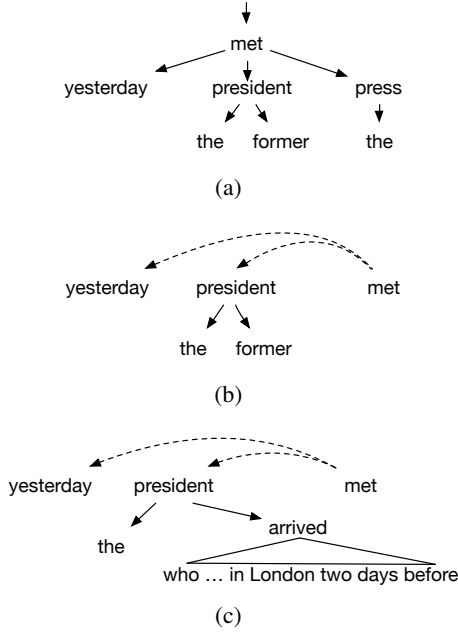 met
yesterday president press
the former the
(a)
yesterday president met
the former
(b)
yesterday president met
the arrived
who … in London two days before
(c)